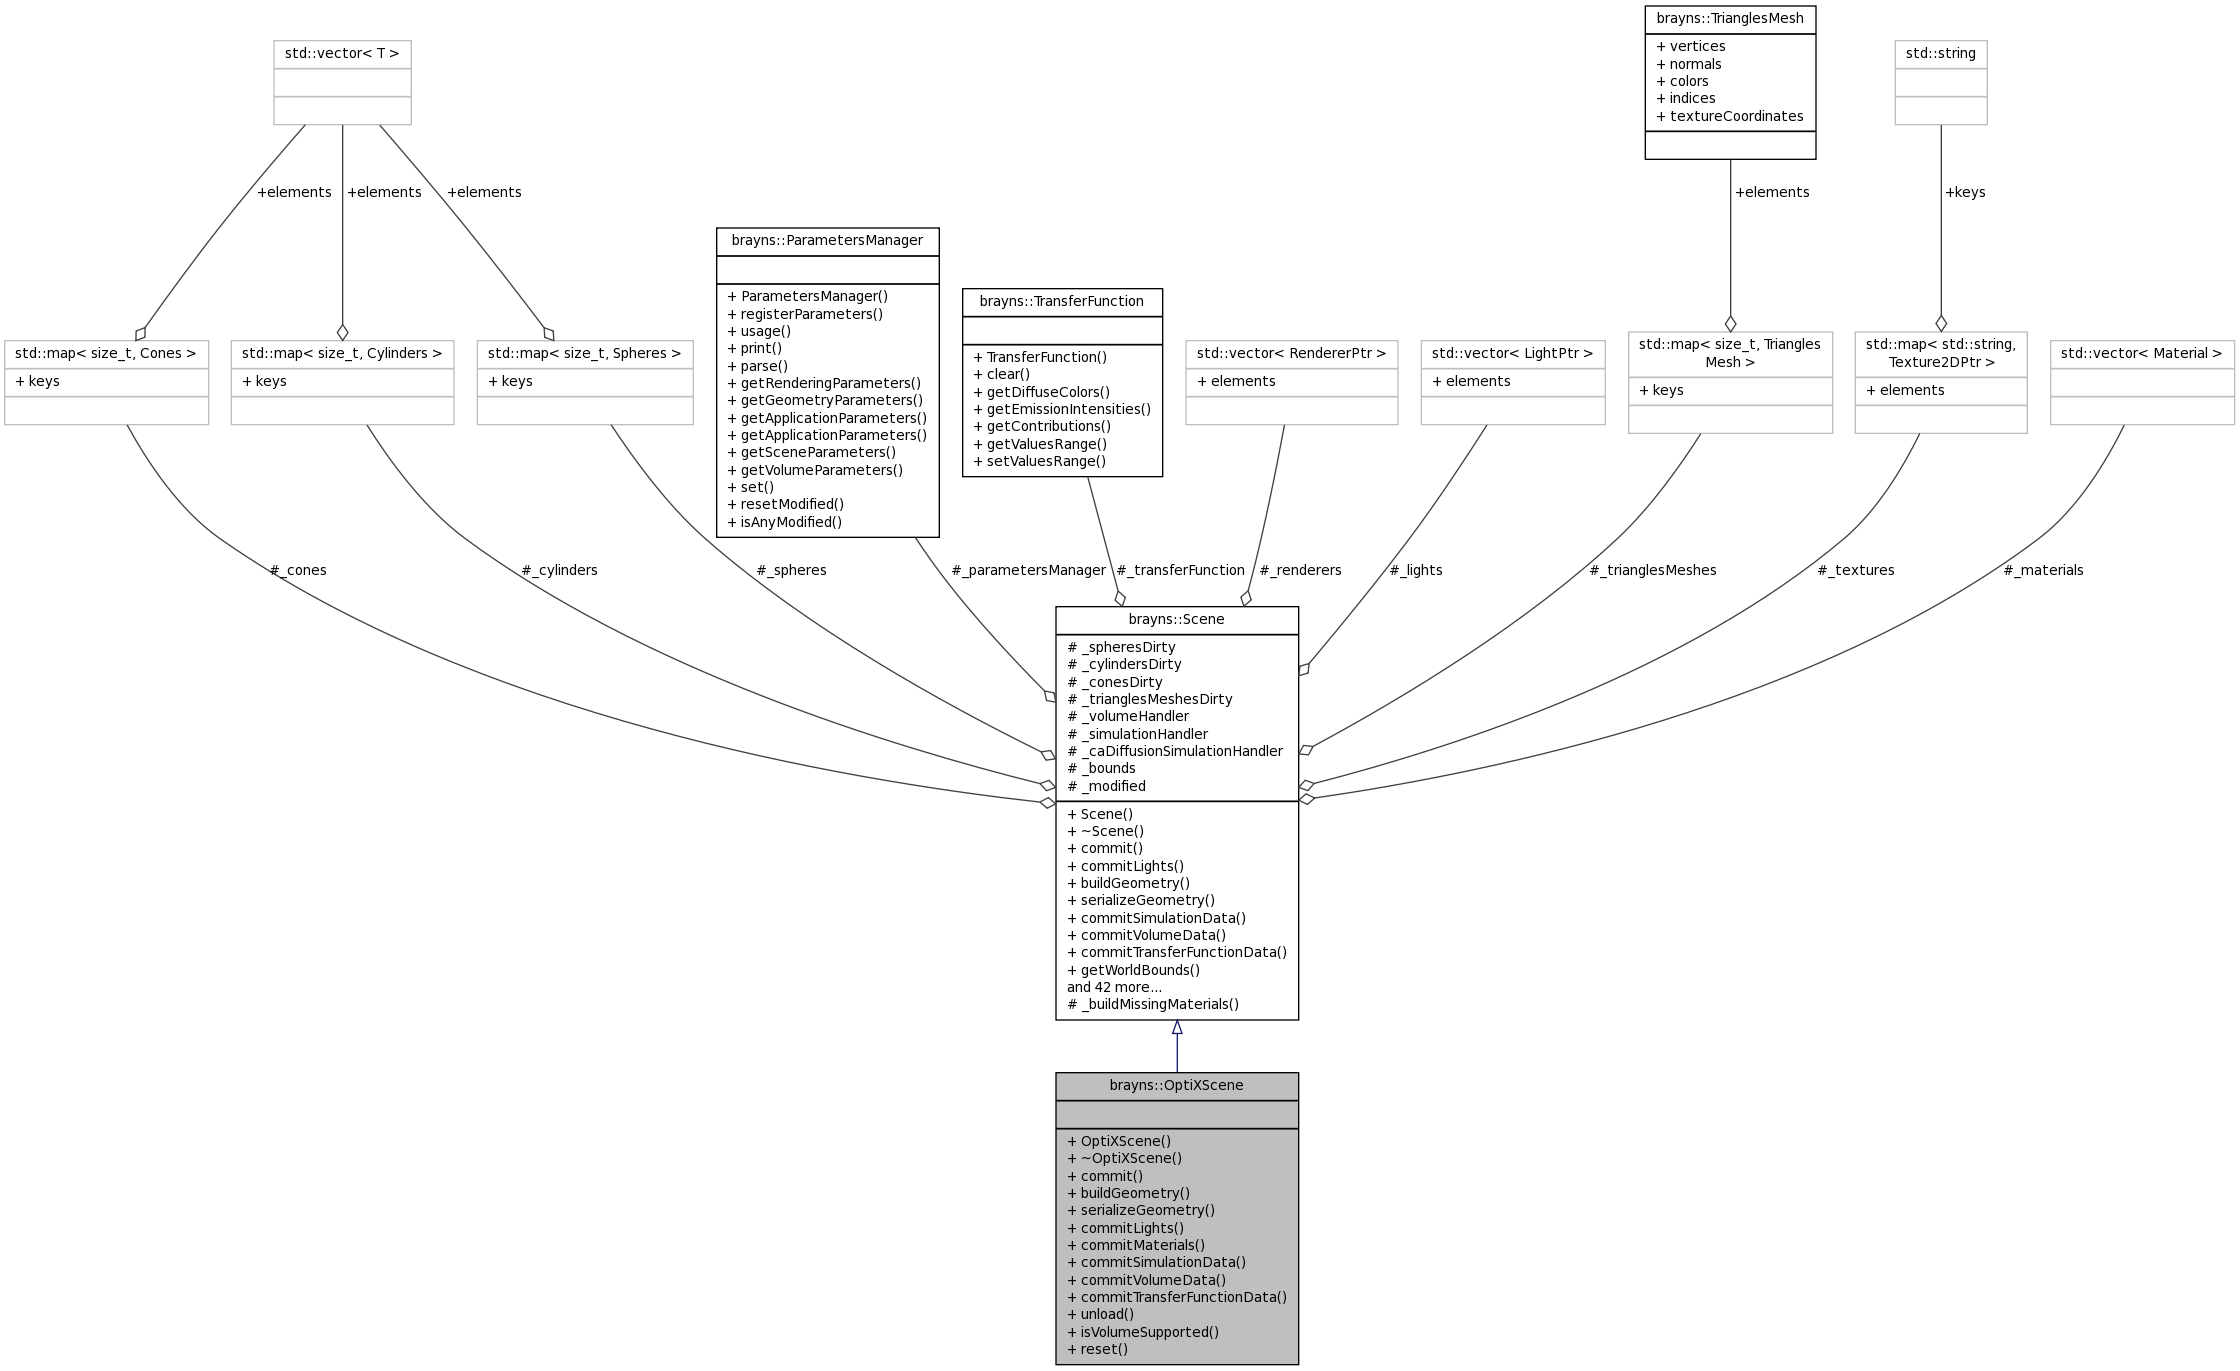 brayns::TrianglesMesh
+ vertices
+ normals
+ colors
+ indices
+ textureCoordinates
std::vector< T >
std::string
+elements
+elements
+elements
+elements
+keys
brayns::ParametersManager
+ ParametersManager()
+ registerParameters()
+ usage()
+ print()
+ parse()
+ getRenderingParameters()
+ getGeometryParameters()
+ getApplicationParameters()
+ getApplicationParameters()
+ getSceneParameters()
+ getVolumeParameters()
+ set()
+ resetModified()
+ isAnyModified()
brayns::TransferFunction
+ TransferFunction()
+ clear()
+ getDiffuseColors()
+ getEmissionIntensities()
+ getContributions()
+ getValuesRange()
+ setValuesRange()
std::map< size_t, Cones >
+ keys
std::map< size_t, Cylinders >
+ keys
std::map< size_t, Spheres >
+ keys
std::vector< RendererPtr >
+ elements
std::vector< LightPtr >
+ elements
std::map< size_t, Triangles
Mesh >
+ keys
std::map< std::string,
Texture2DPtr >
+ elements
std::vector< Material >
#_cones
#_cylinders
#_spheres
#_parametersManager
#_transferFunction
#_renderers
#_lights
#_trianglesMeshes
#_textures
#_materials
brayns::Scene
# _spheresDirty
# _cylindersDirty
# _conesDirty
# _trianglesMeshesDirty
# _volumeHandler
# _simulationHandler
# _caDiffusionSimulationHandler
# _bounds
# _modified
+ Scene()
+ ~Scene()
+ commit()
+ commitLights()
+ buildGeometry()
+ serializeGeometry()
+ commitSimulationData()
+ commitVolumeData()
+ commitTransferFunctionData()
+ getWorldBounds()
and 42 more...
# _buildMissingMaterials()
brayns::OptiXScene
+ OptiXScene()
+ ~OptiXScene()
+ commit()
+ buildGeometry()
+ serializeGeometry()
+ commitLights()
+ commitMaterials()
+ commitSimulationData()
+ commitVolumeData()
+ commitTransferFunctionData()
+ unload()
+ isVolumeSupported()
+ reset()